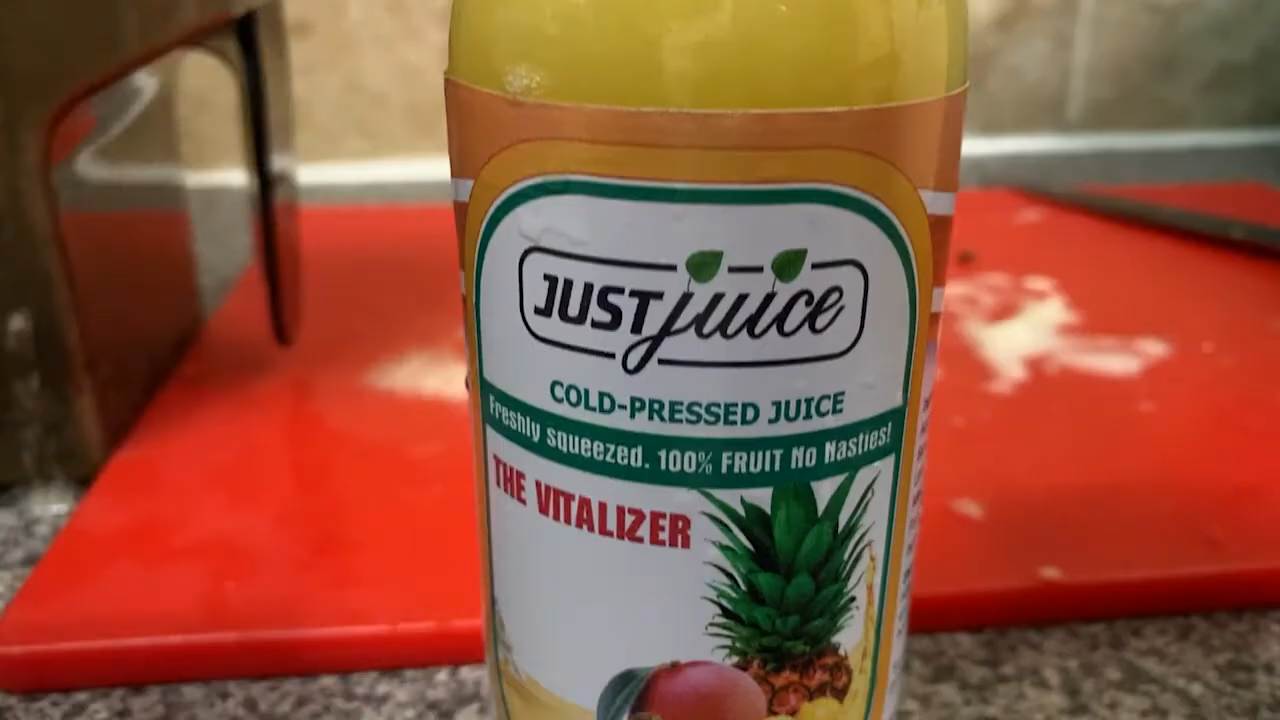 JUST juice
COLD-PRESSED JUICE
Freshly squeezed. 100% FRUIT No Nasties!
THE VITALIZER